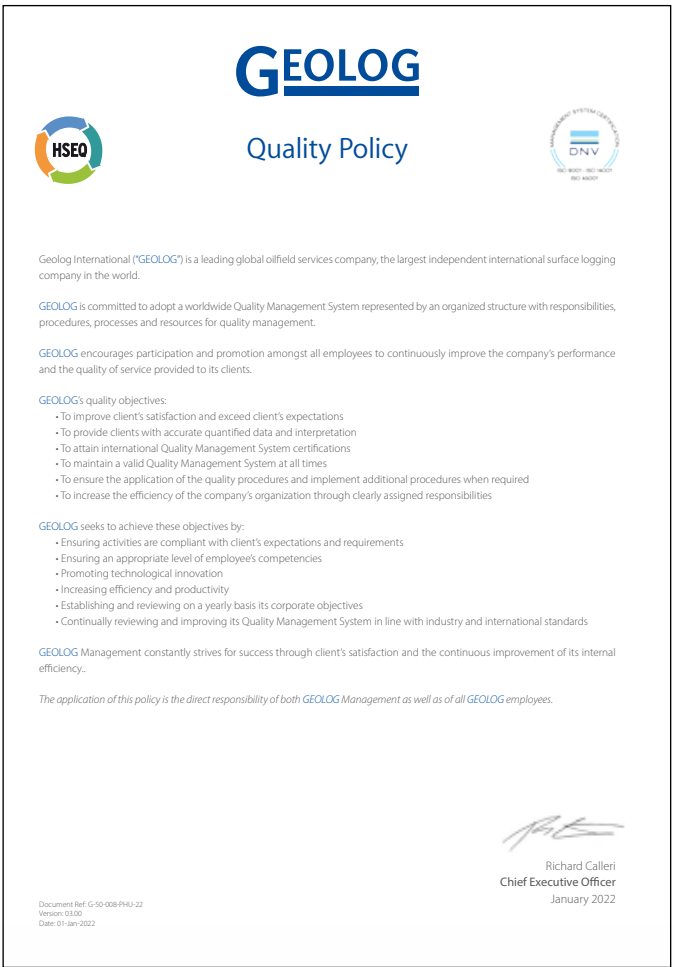 GEOLOG
HSEQ
Quality Policy
MANAGEMENT SYSTEM CERTIFICATION
DNV
ISO 9001 · ISO 14001
ISO 45001
Geolog International ("GEOLOG") is a leading global oilfield services company, the largest independent international surface logging
company in the world.
GEOLOG is committed to adopt a worldwide Quality Management System represented by an organized structure with responsibilities,
procedures, processes and resources for quality management.
GEOLOG encourages participation and promotion amongst all employees to continuously improve the company's performance
and the quality of service provided to its clients.
GEOLOG's quality objectives:
• To improve client's satisfaction and exceed client's expectations
• To provide clients with accurate quantified data and interpretation
• To attain international Quality Management System certifications
• To maintain a valid Quality Management System at all times
• To ensure the application of the quality procedures and implement additional procedures when required
• To increase the efficiency of the company's organization through clearly assigned responsibilities
GEOLOG seeks to achieve these objectives by:
• Ensuring activities are compliant with client's expectations and requirements
• Ensuring an appropriate level of employee's competencies
• Promoting technological innovation
• Increasing efficiency and productivity
• Establishing and reviewing on a yearly basis its corporate objectives
• Continually reviewing and improving its Quality Management System in line with industry and international standards
GEOLOG Management constantly strives for success through client's satisfaction and the continuous improvement of its internal
efficiency..
The application of this policy is the direct responsibility of both GEOLOG Management as well as of all GEOLOG employees.
Richard Calleri
Chief Executive Officer
January 2022
Document Ref: G-50-008-PHU-22
Version: 03.00
Date: 01-Jan-2022